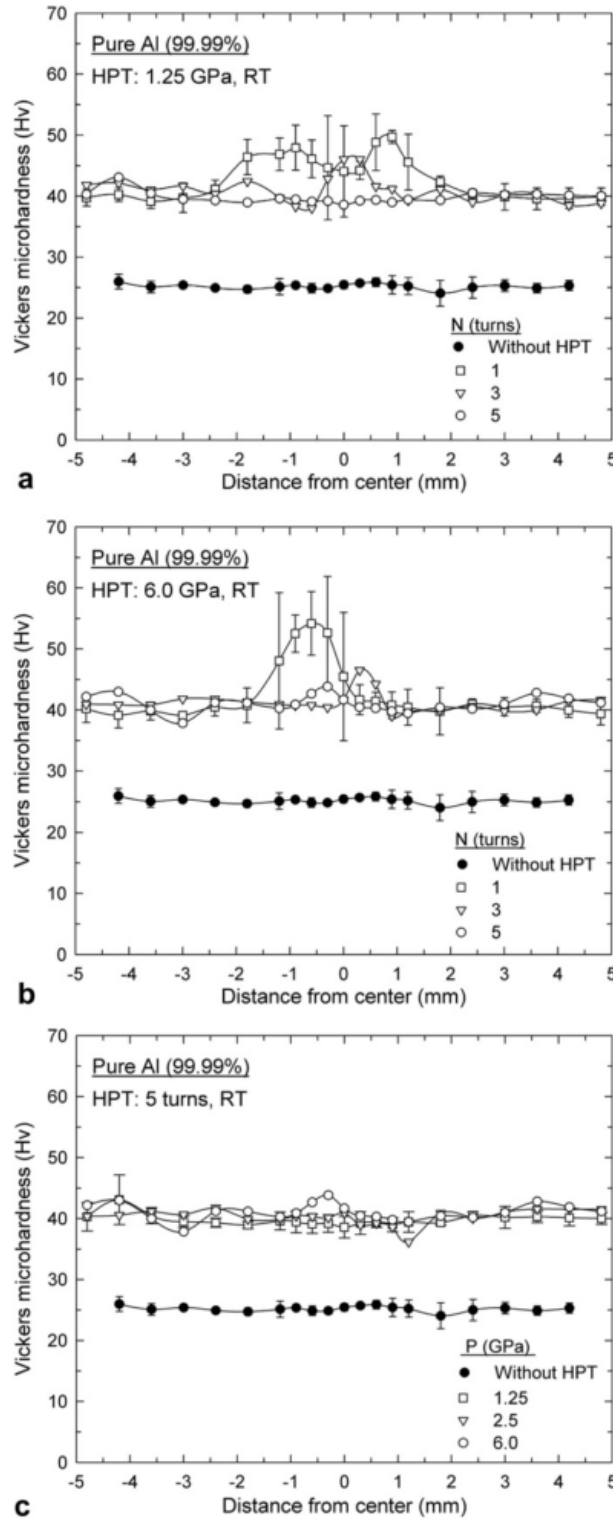 70
60
50
40
30
20
10
0
Vickers microhardness (Hv)
Pure Al (99.99%)
HPT: 1.25 GPa, RT
N (turns)
Without HPT
1
3
5
-5 -4 -3 -2 -1 0 1 2 3 4 5
a
Distance from center (mm)
70
60
50
40
30
20
10
0
Vickers microhardness (Hv)
Pure Al (99.99%)
HPT: 6.0 GPa, RT
N (turns)
Without HPT
1
3
5
-5 -4 -3 -2 -1 0 1 2 3 4 5
b
Distance from center (mm)
70
60
50
40
30
20
10
0
Vickers microhardness (Hv)
Pure Al (99.99%)
HPT: 5 turns, RT
P (GPa)
Without HPT
1.25
2.5
6.0
-5 -4 -3 -2 -1 0 1 2 3 4 5
c
Distance from center (mm)